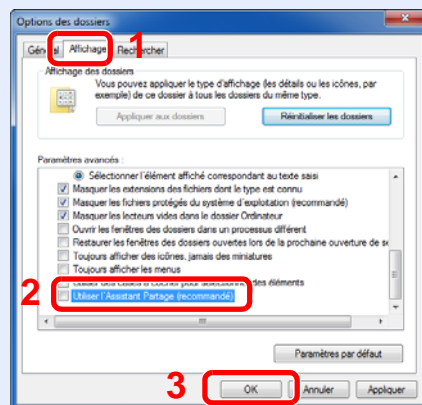 Options des dossiers
1
Général Affichage Rechercher
Affichage des dossiers
Vous pouvez appliquer le type d'affichage (les détails ou les icônes, par
exemple) de ce dossier à tous les dossiers du même type.
Appliquer aux dossiers Réinitialiser les dossiers
Paramètres avancés :
Sélectionner l'élément affiché correspondant au texte saisi
Masquer les extensions des fichiers dont le type est connu
Masquer les fichiers protégés du système d'exploitation (recommandé)
Masquer les lecteurs vides dans le dossier Ordinateur
Ouvrir les fenêtres des dossiers dans un processus différent
Restaurer les fenêtres des dossiers ouvertes lors de la prochaine ouverture de se
Toujours afficher des icônes, jamais des miniatures
Toujours afficher les menus
Utiliser des cases à cocher pour sélectionner des éléments
2
Utiliser l'Assistant Partage (recommandé)
Paramètres par défaut
3
OK Annuler Appliquer